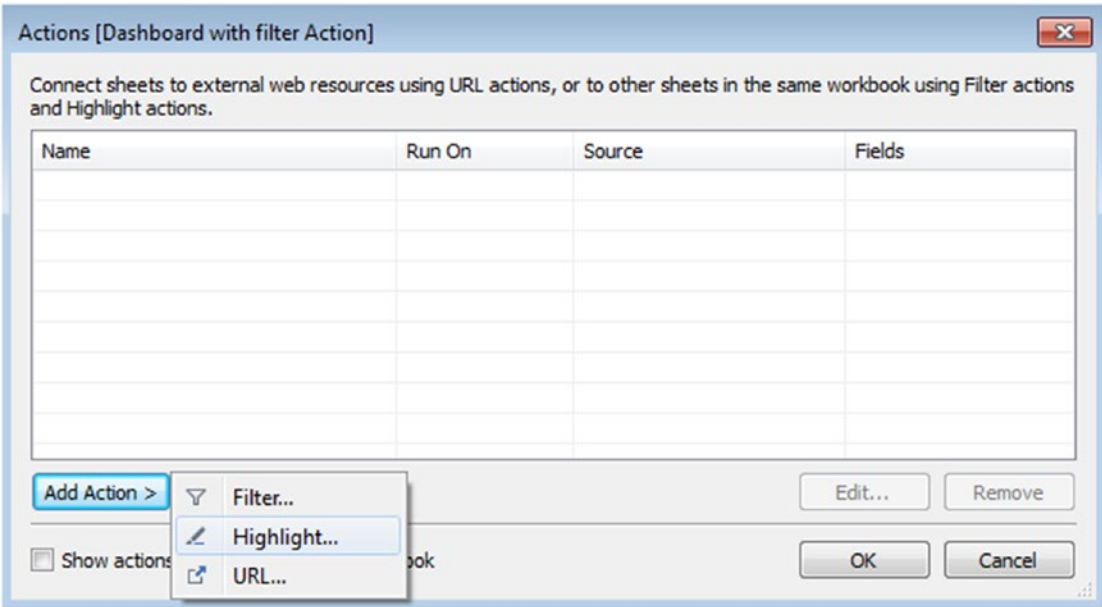 Actions [Dashboard with filter Action]
Connect sheets to external web resources using URL actions, or to other sheets in the same workbook using Filter actions
and Highlight actions.
Name Run On Source Fields
Add Action > Edit... Remove
Filter...
Highlight...
URL...
Show actions ook OK Cancel